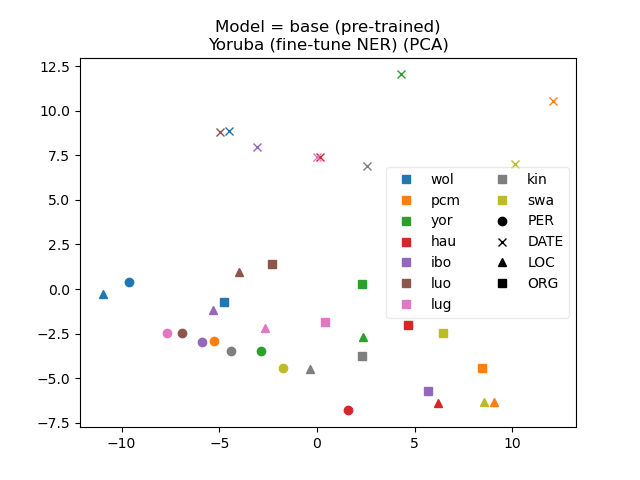 Model = base (pre-trained)
Yoruba (fine-tune NER) (PCA)
12.5
10.0
7.5
5.0
2.5
0.0
−2.5
−5.0
−7.5
wol
pcm
yor
hau
ibo
luo
lug
kin
swa
PER
DATE
LOC
ORG
−10
−5
0
5
10